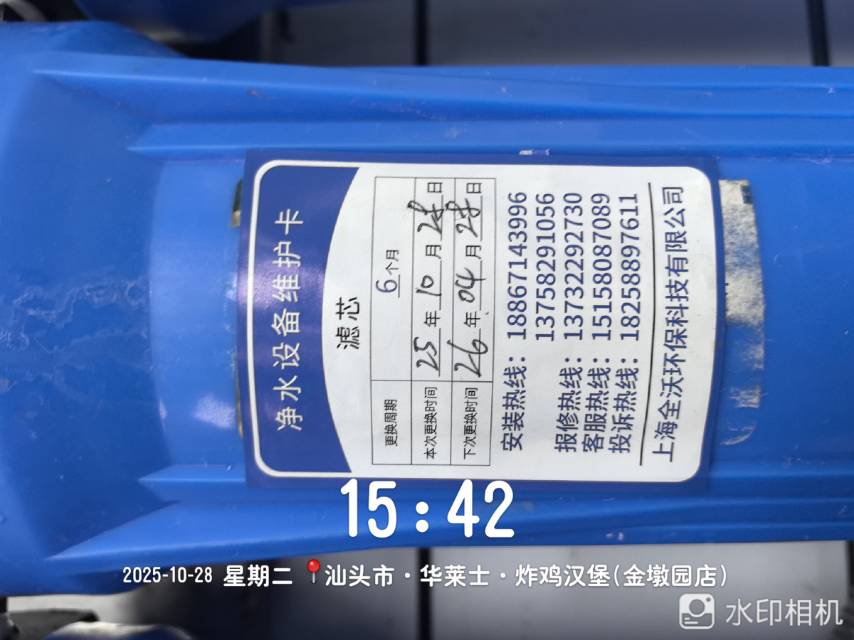 净水设备维护卡
滤芯
更换周期 6个月
本次更换时间 25年10月28日
下次更换时间 26年04月28日
安装热线：18867143996
13758291056
报修热线：13732292730
客服热线：15158087089
投诉热线：18258897611
上海全沃环保科技有限公司
15:42
2025-10-28 星期二 📍汕头市·华莱士·炸鸡汉堡(金墩园店)
水印相机